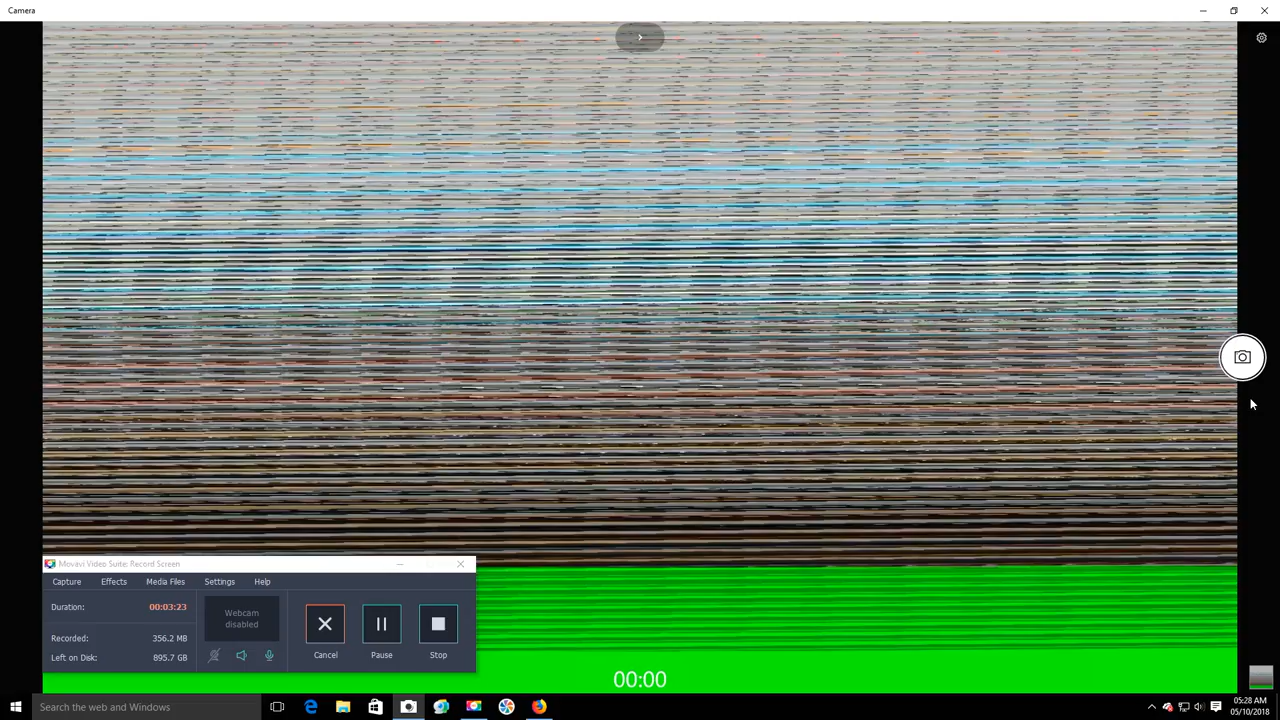 Camera
Movavi Video Suite: Record Screen
Capture Effects Media Files Settings Help
Duration: 00:03:23
Webcam
disabled
Recorded: 356.2 MB
Left on Disk: 895.7 GB
Cancel Pause Stop
00:00
Search the web and Windows
05:28 AM
05/10/2018